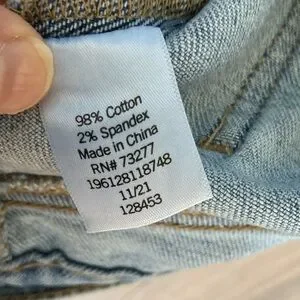 98% Cotton
2% Spandex
Made in China
RN# 73277
196128118748
11/21
128453